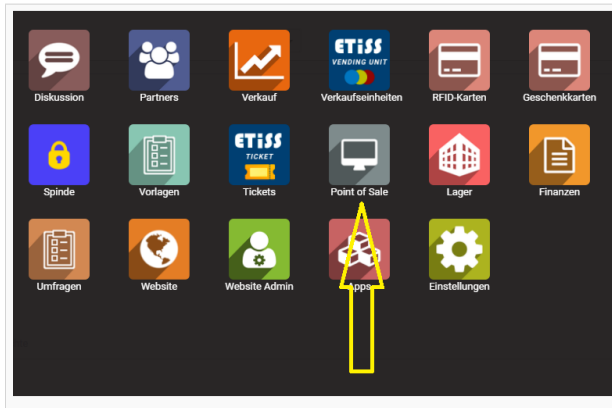 ETiSS
VENDING UNIT
Diskussion
Partners
Verkauf
Verkaufseinheiten
RFID-Karten
Geschenkkarten
ETiSS
TICKET
Spinde
Vorlagen
Tickets
Point of Sale
Lager
Finanzen
Umfragen
Website
Website Admin
Apps
Einstellungen